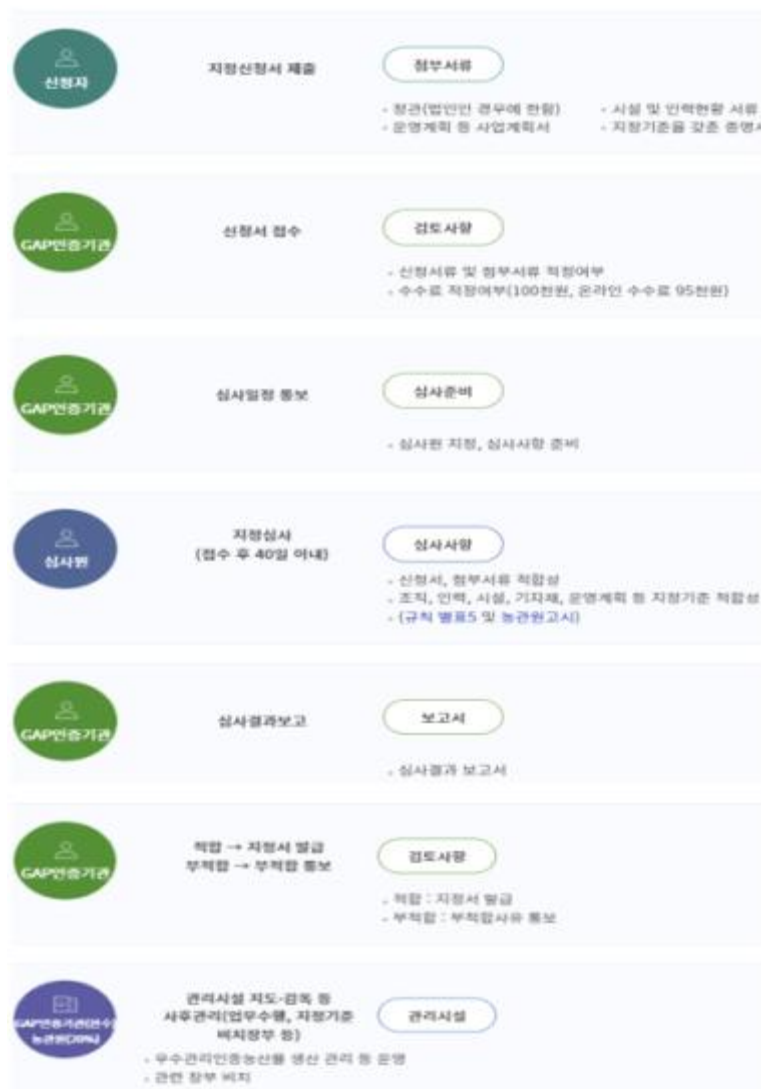 신청자
지정신청서 제출
첨부서류
- 정관(법인인 경우에 한함)
- 시설 및 인력현황 서류
- 운영계획 등 사업계획서
- 지정기준을 갖춘 증명서
GAP인증기관
신청서 접수
검토사항
- 신청서류 및 첨부서류 적정여부
- 수수료 적정여부(100천원, 온라인 수수료 95천원)
GAP인증기관
심사일정 통보
심사준비
- 심사원 지정, 심사사항 준비
심사원
지정심사
(접수 후 40일 이내)
심사사항
- 신청서, 첨부서류 적합성
- 조직, 인력, 시설, 기자재, 운영계획 등 지정기준 적합성
- (규칙 별표5 및 농관원고시)
GAP인증기관
심사결과보고
보고서
- 심사결과 보고서
GAP인증기관
적합 → 지정서 발급
부적합 → 부적합 통보
검토사항
- 적합 : 지정서 발급
- 부적합 : 부적합사유 통보
GAP인증기관(전수)
농관원(20%)
관리시설 지도·감독 등
사후관리(업무수행, 지정기준
비치장부 등)
관리시설
- 우수관리인증농산물 생산 관리 등 운영
- 관련 장부 비치